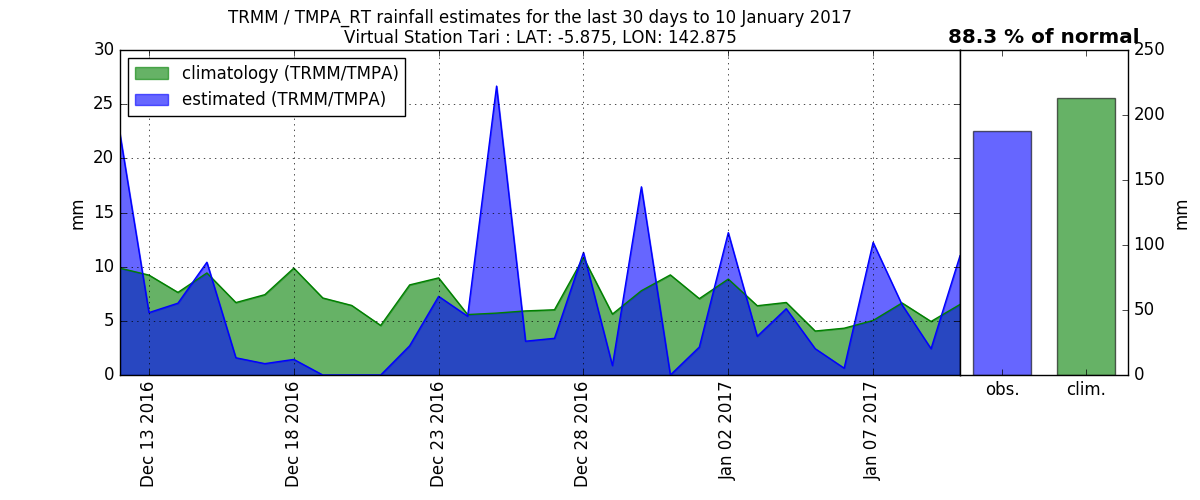 TRMM / TMPA_RT rainfall estimates for the last 30 days to 10 January 2017
Virtual Station Tari : LAT: -5.875, LON: 142.875
88.3 % of normal
climatology (TRMM/TMPA)
estimated (TRMM/TMPA)
mm
30
25
20
15
10
5
0
Dec 13 2016
Dec 18 2016
Dec 23 2016
Dec 28 2016
Jan 02 2017
Jan 07 2017
250
200
150
100
50
0
mm
obs.
clim.